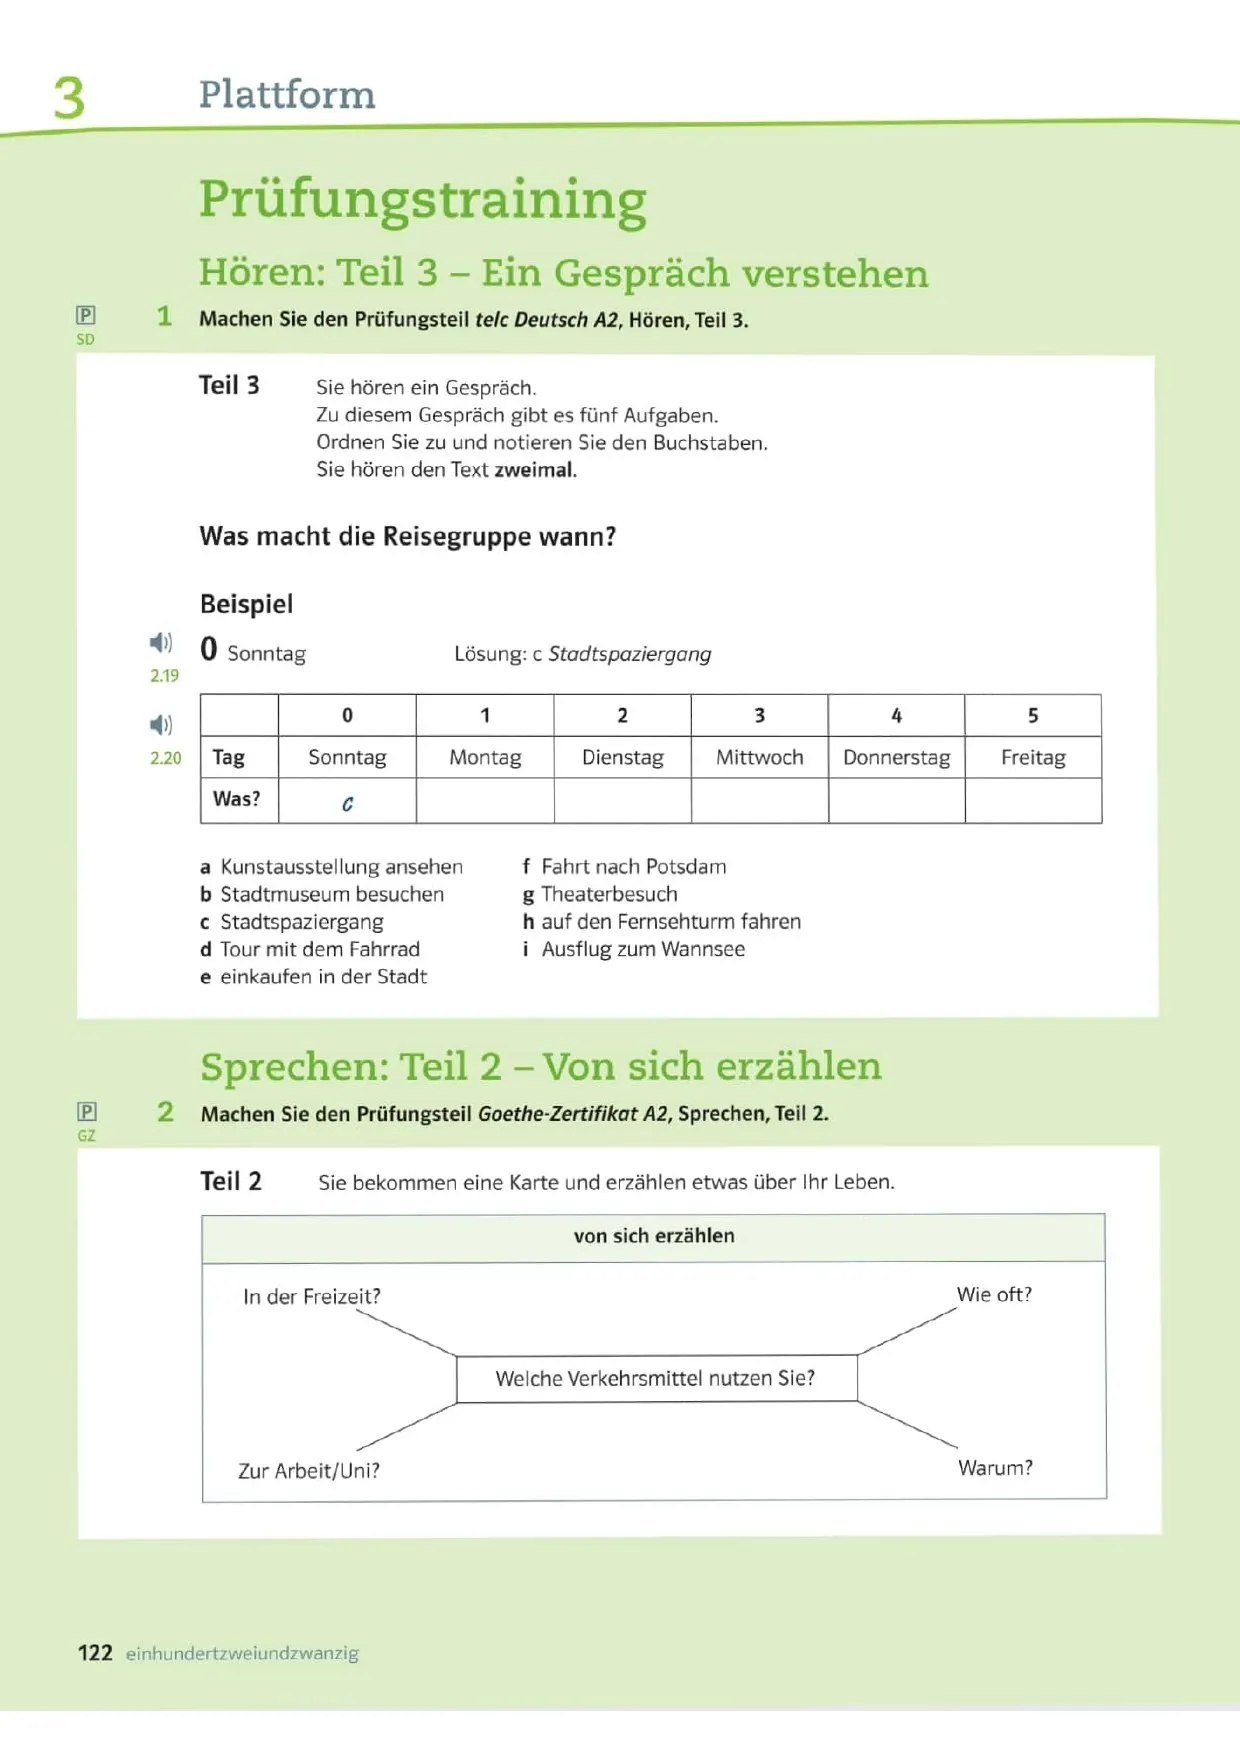 3 Plattform
Prüfungstraining
Hören: Teil 3 – Ein Gespräch verstehen
P
SD
1 Machen Sie den Prüfungsteil telc Deutsch A2, Hören, Teil 3.
Teil 3 Sie hören ein Gespräch.
Zu diesem Gespräch gibt es fünf Aufgaben.
Ordnen Sie zu und notieren Sie den Buchstaben.
Sie hören den Text zweimal.
Was macht die Reisegruppe wann?
Beispiel
0 Sonntag Lösung: c Stadtspaziergang
2.19
0 1 2 3 4 5
2.20
Tag Sonntag Montag Dienstag Mittwoch Donnerstag Freitag
Was? c
a Kunstausstellung ansehen
b Stadtmuseum besuchen
c Stadtspaziergang
d Tour mit dem Fahrrad
e einkaufen in der Stadt
f Fahrt nach Potsdam
g Theaterbesuch
h auf den Fernsehturm fahren
i Ausflug zum Wannsee
Sprechen: Teil 2 – Von sich erzählen
P
GZ
2 Machen Sie den Prüfungsteil Goethe-Zertifikat A2, Sprechen, Teil 2.
Teil 2 Sie bekommen eine Karte und erzählen etwas über Ihr Leben.
von sich erzählen
In der Freizeit? Wie oft?
Welche Verkehrsmittel nutzen Sie?
Zur Arbeit/Uni? Warum?
122 einhundertzweiundzwanzig